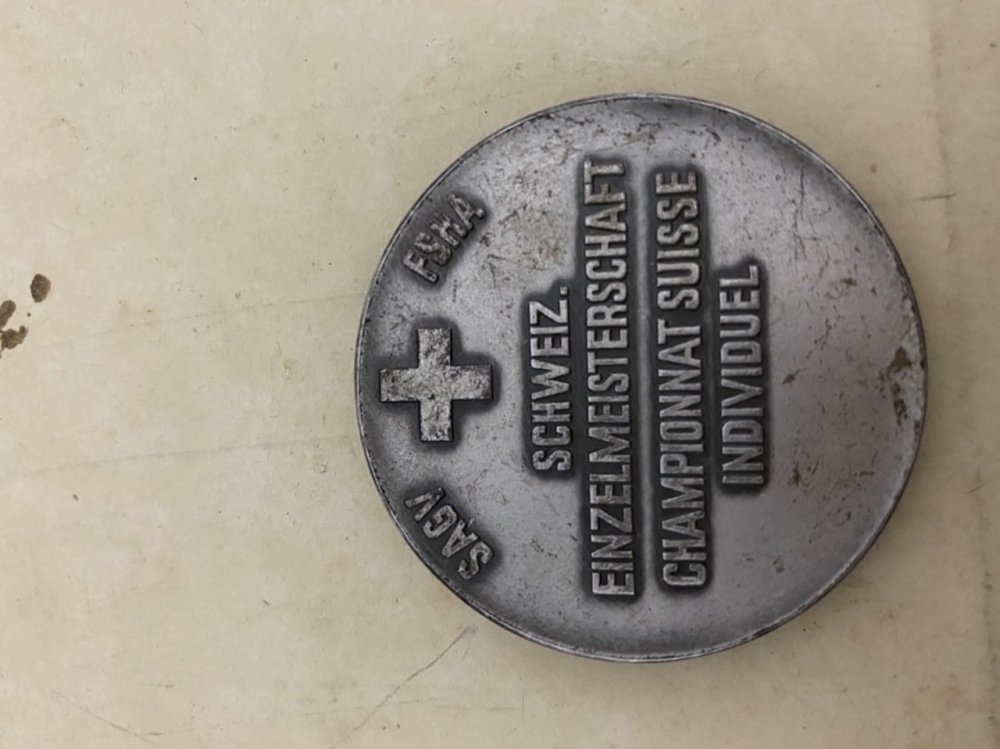 SAGV FSHA
SCHWEIZ.
EINZELMEISTERSCHAFT
CHAMPIONNAT SUISSE
INDIVIDUEL